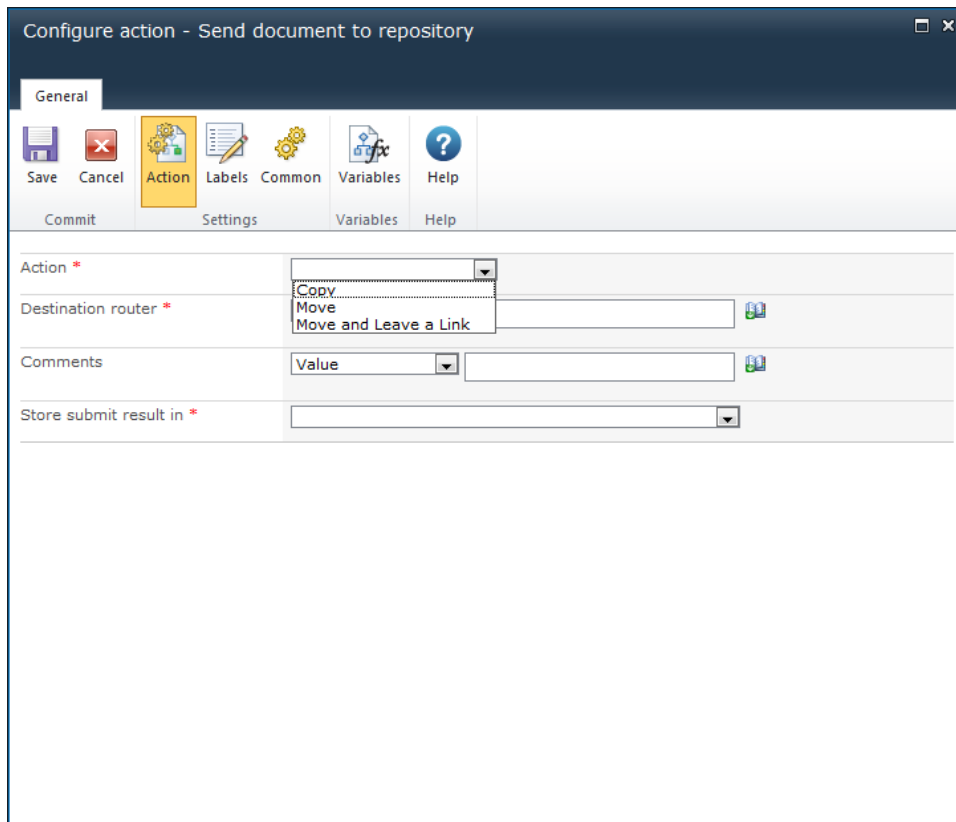 Configure action - Send document to repository
General
Save Cancel Action Labels Common Variables Help
Commit Settings Variables Help
Action *
Copy
Destination router *
Move
Move and Leave a Link
Comments Value
Store submit result in *